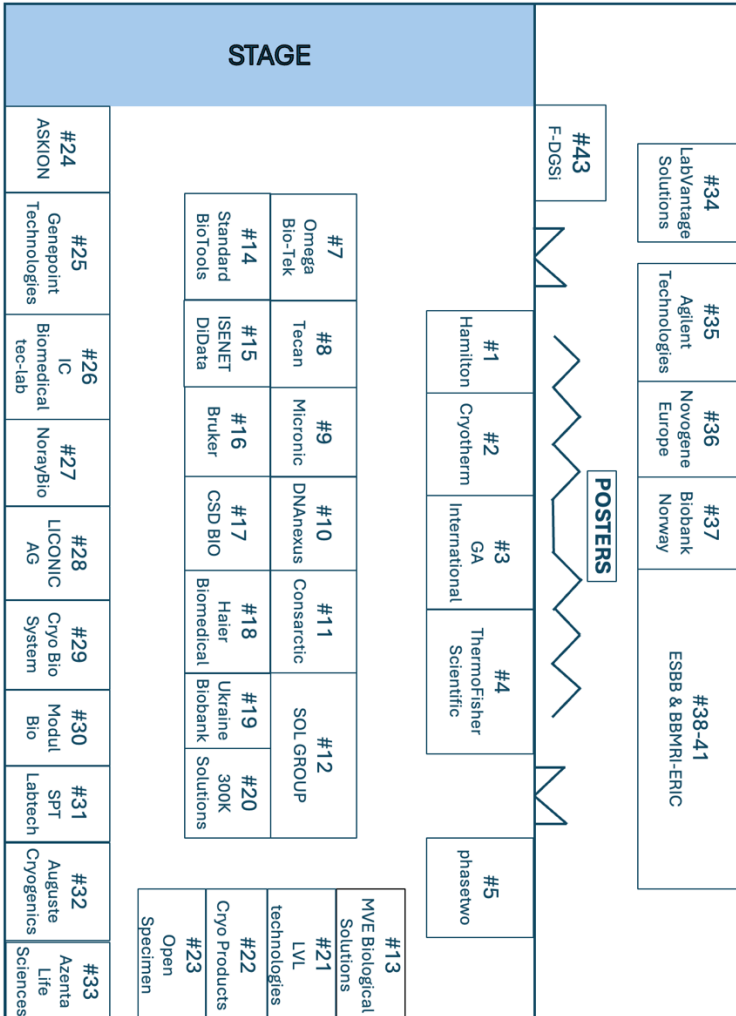 STAGE
#24
ASKION
#25
Genepoint
Technologies
#26
IC
Biomedical
tec-lab
#27
NorayBio
#28
LICONIC
AG
#29
Cryo Bio
System
#30
Modul
Bio
#31
SPT
Labtech
#32
Auguste
Cryogenics
#33
Azenta
Life
Sciences
#14
Standard
BioTools
#15
ISENET
DiData
#16
Bruker
#17
CSD BIO
#18
Haier
Biomedical
#19
Ukraine
Biobank
#20
300K
Solutions
#7
Omega
Bio-Tek
#8
Tecan
#9
Micronic
#10
DNAnexus
#11
Consarctic
#12
SOL GROUP
#23
Open
Specimen
#22
Cryo Products
#21
LVL
technologies
#13
MVE Biological
Solutions
#1
Hamilton
#2
Cryotherm
#3
GA
International
#4
ThermoFisher
Scientific
#5
phasetwo
#43
F-DGSi
POSTERS
#34
LabVantage
Solutions
#35
Agilent
Technologies
#36
Novogene
Europe
#37
Biobank
Norway
#38-41
ESBB & BBMRI-ERIC